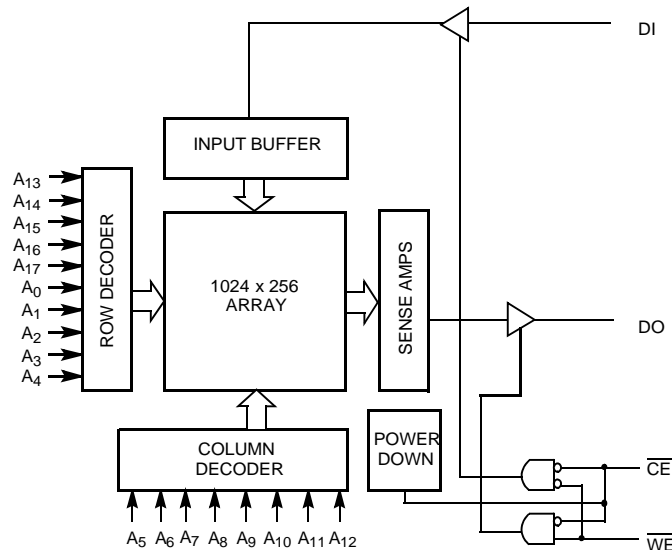 DI
INPUT BUFFER
A13
A14
A15
A16
A17
A0
A1
A2
A3
A4
ROW DECODER
1024 x 256
ARRAY
SENSE AMPS
DO
COLUMN
DECODER
POWER
DOWN
CE
WE
A5 A6 A7 A8 A9 A10 A11 A12